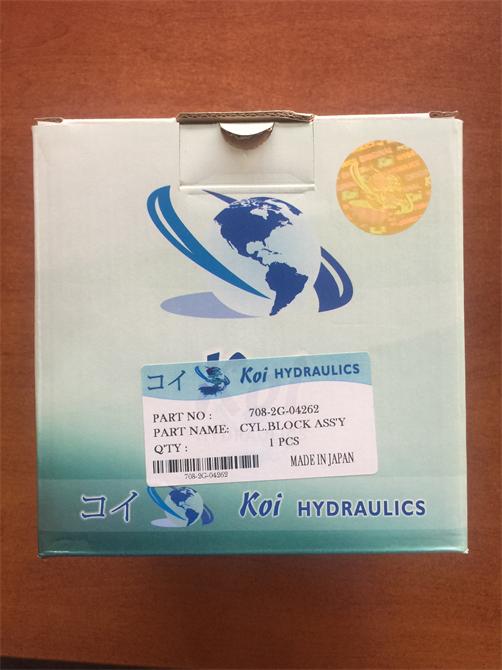 コイ Koi HYDRAULICS
PART NO : 708-2G-04262
PART NAME: CYL.BLOCK ASS'Y
Q'TY : 1 PCS
MADE IN JAPAN
708-2G-04262
コイ Koi HYDRAULICS